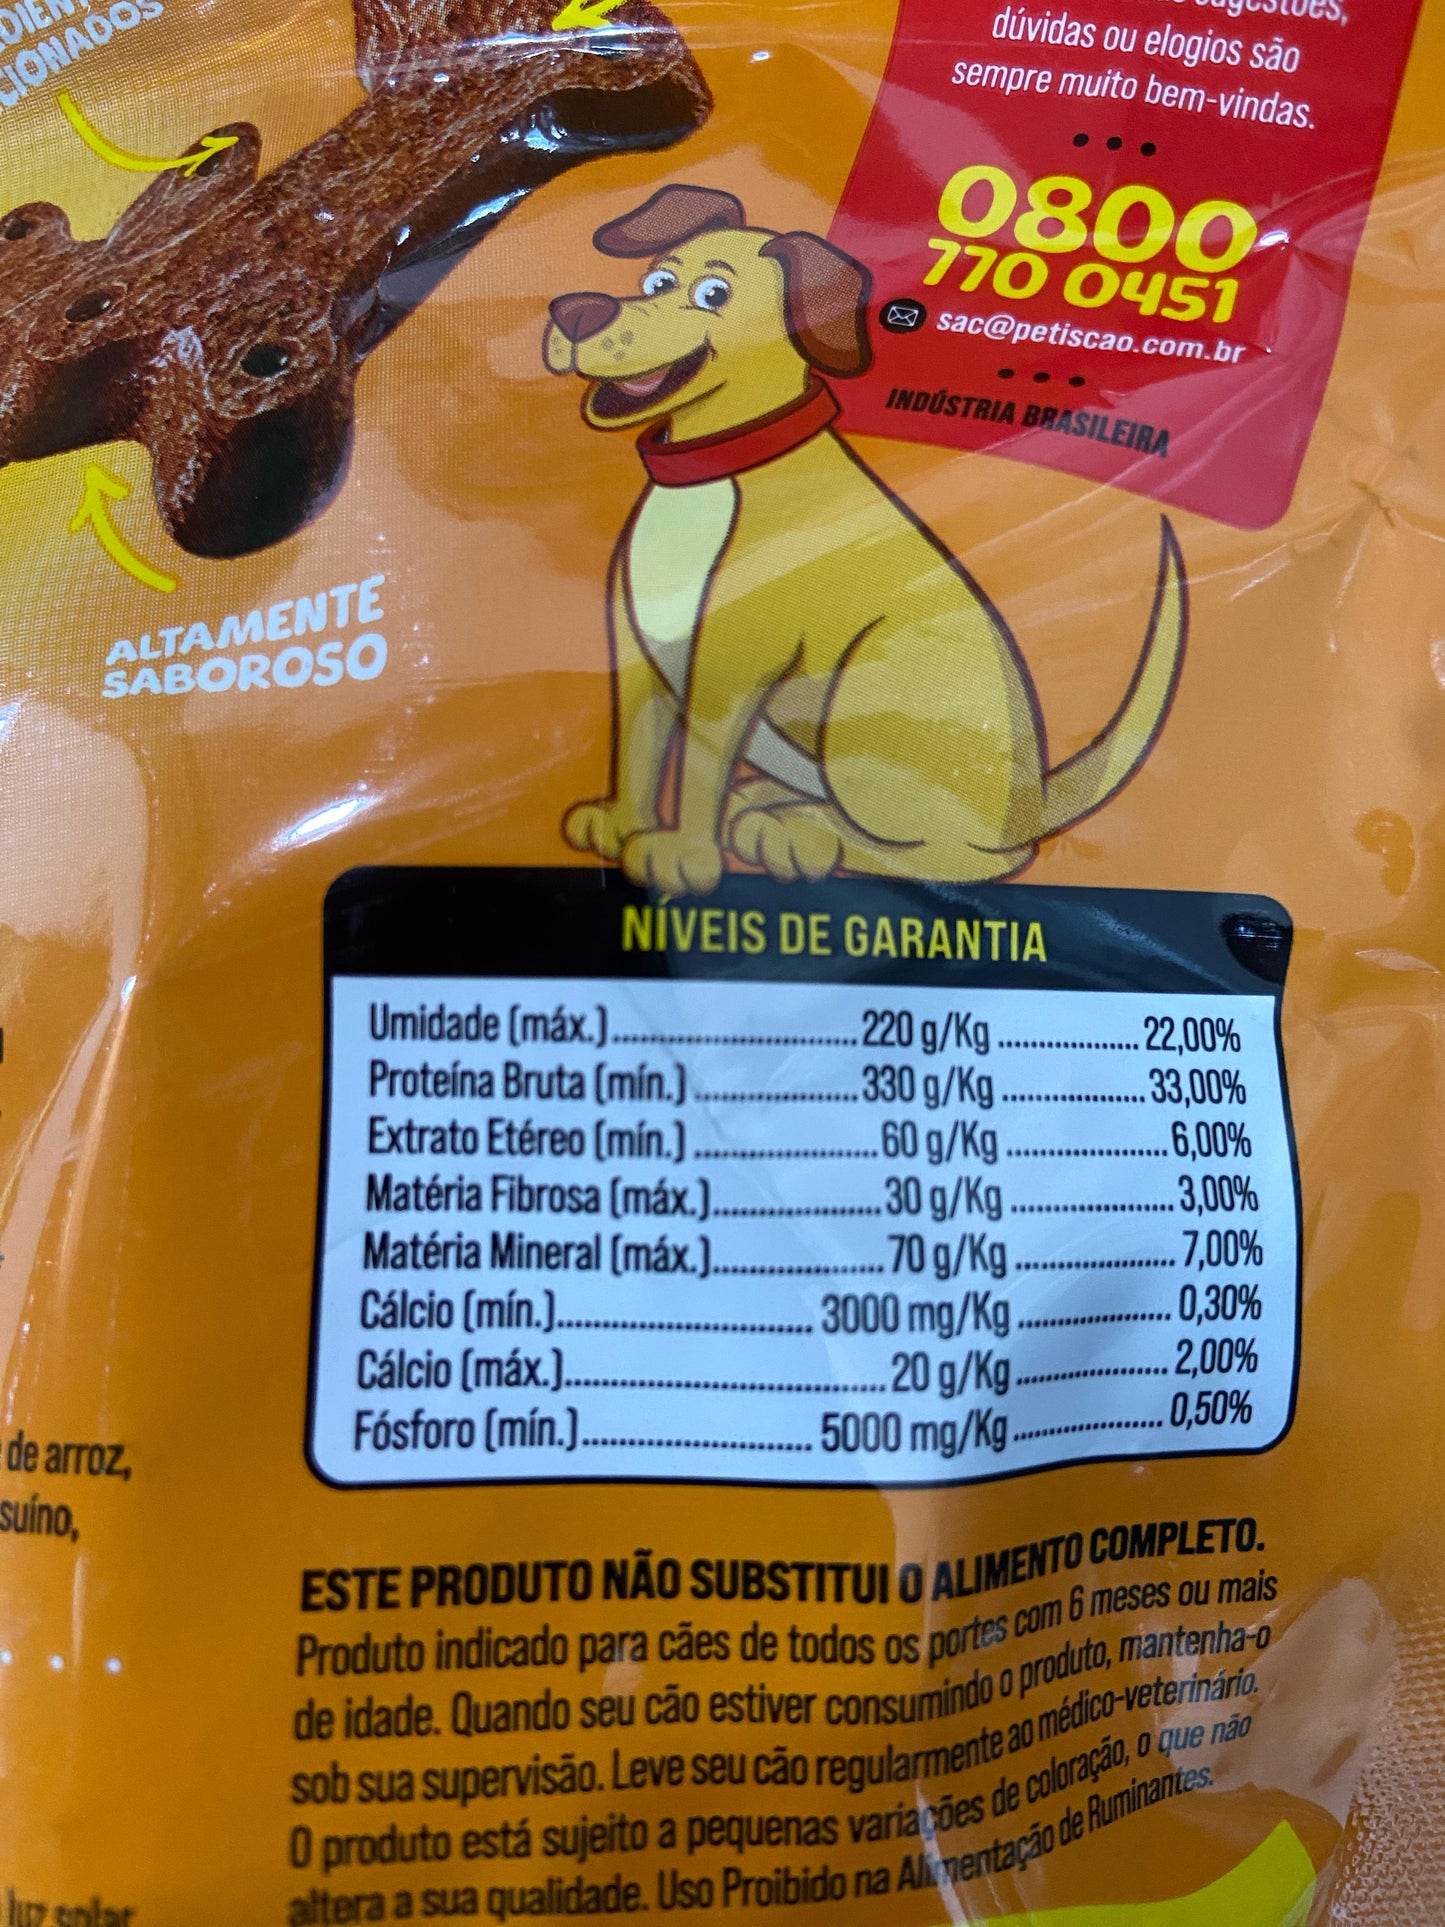 sugestões,
dúvidas ou elogios são
sempre muito bem-vindas.
0800
770 0451
sac@petiscao.com.br
INDÚSTRIA BRASILEIRA
ALTAMENTE
SABOROSO
NÍVEIS DE GARANTIA
Umidade (máx.)........................220 g/Kg.................22,00%
Proteína Bruta (mín.)................330 g/Kg.................33,00%
Extrato Etéreo (mín.)..................60 g/Kg...................6,00%
Matéria Fibrosa (máx.).................30 g/Kg...................3,00%
Matéria Mineral (máx.).................70 g/Kg...................7,00%
Cálcio (mín.).........................3000 mg/Kg..................0,30%
Cálcio (máx.)................................20 g/Kg..................2,00%
Fósforo (mín.).......................5000 mg/Kg..................0,50%
de arroz,
suíno,
ESTE PRODUTO NÃO SUBSTITUI O ALIMENTO COMPLETO.
Produto indicado para cães de todos os portes com 6 meses ou mais
de idade. Quando seu cão estiver consumindo o produto, mantenha-o
sob sua supervisão. Leve seu cão regularmente ao médico-veterinário.
O produto está sujeito a pequenas variações de coloração, o que não
altera a sua qualidade. Uso Proibido na Alimentação de Ruminantes.
luz solar